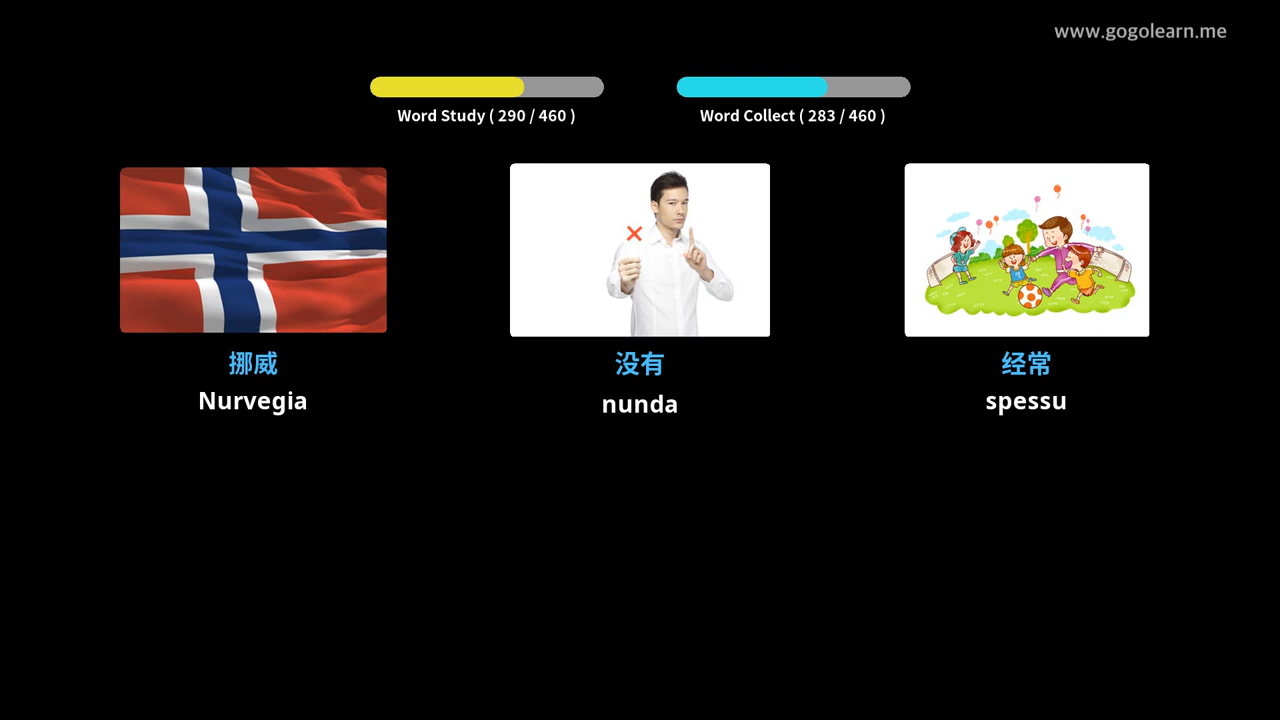 www.gogolearn.me
Word Study ( 290 / 460 )
Word Collect ( 283 / 460 )
挪威
Nurvegia
没有
nunda
经常
spessu